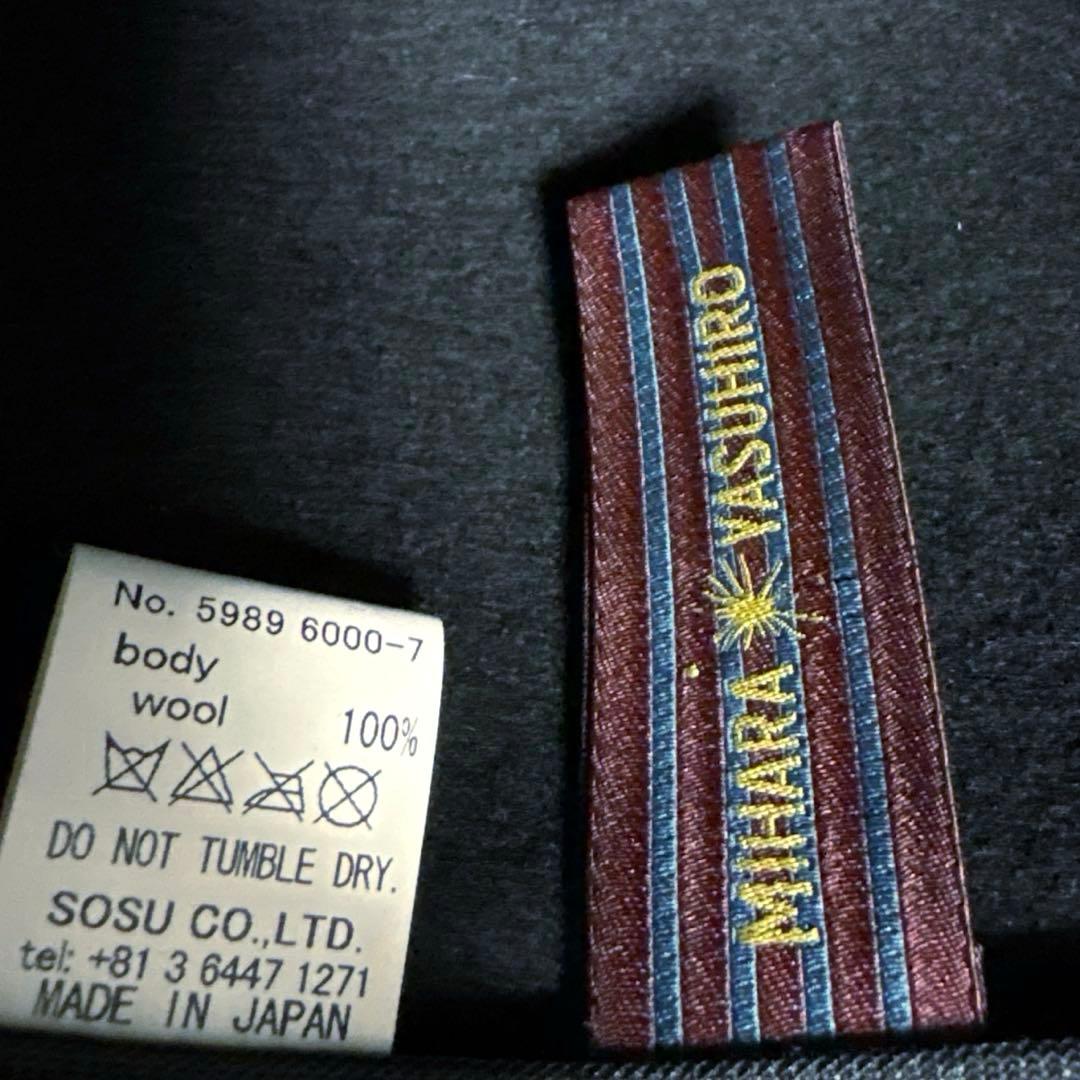 No. 5989 6000-7
body
wool 100%
DO NOT TUMBLE DRY.
SOSU CO.,LTD.
tel: +81 3 6447 1271
MADE IN JAPAN
MIHARA YASUHIRO